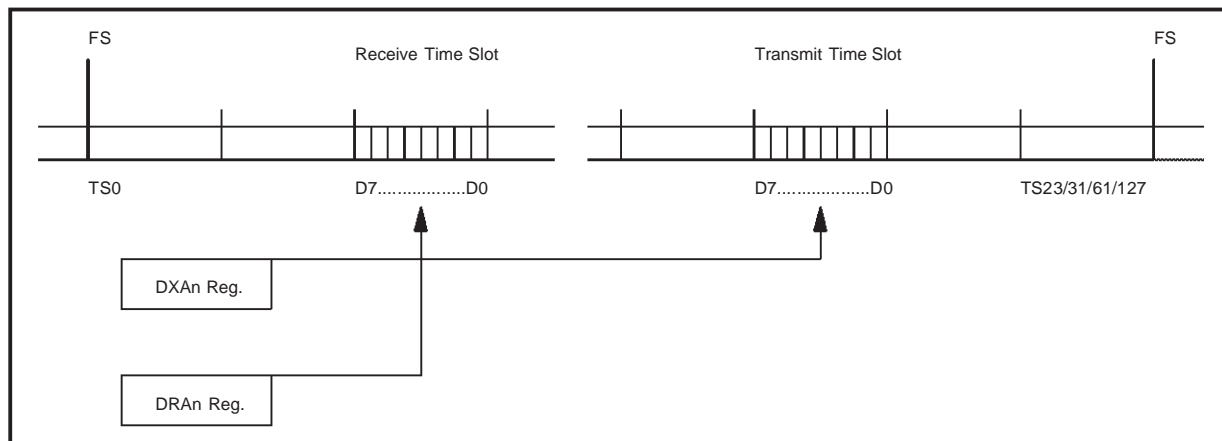 FS
Receive Time Slot
Transmit Time Slot
FS
TS0
D7..................D0
D7..................D0
TS23/31/61/127
DXAn Reg.
DRAn Reg.